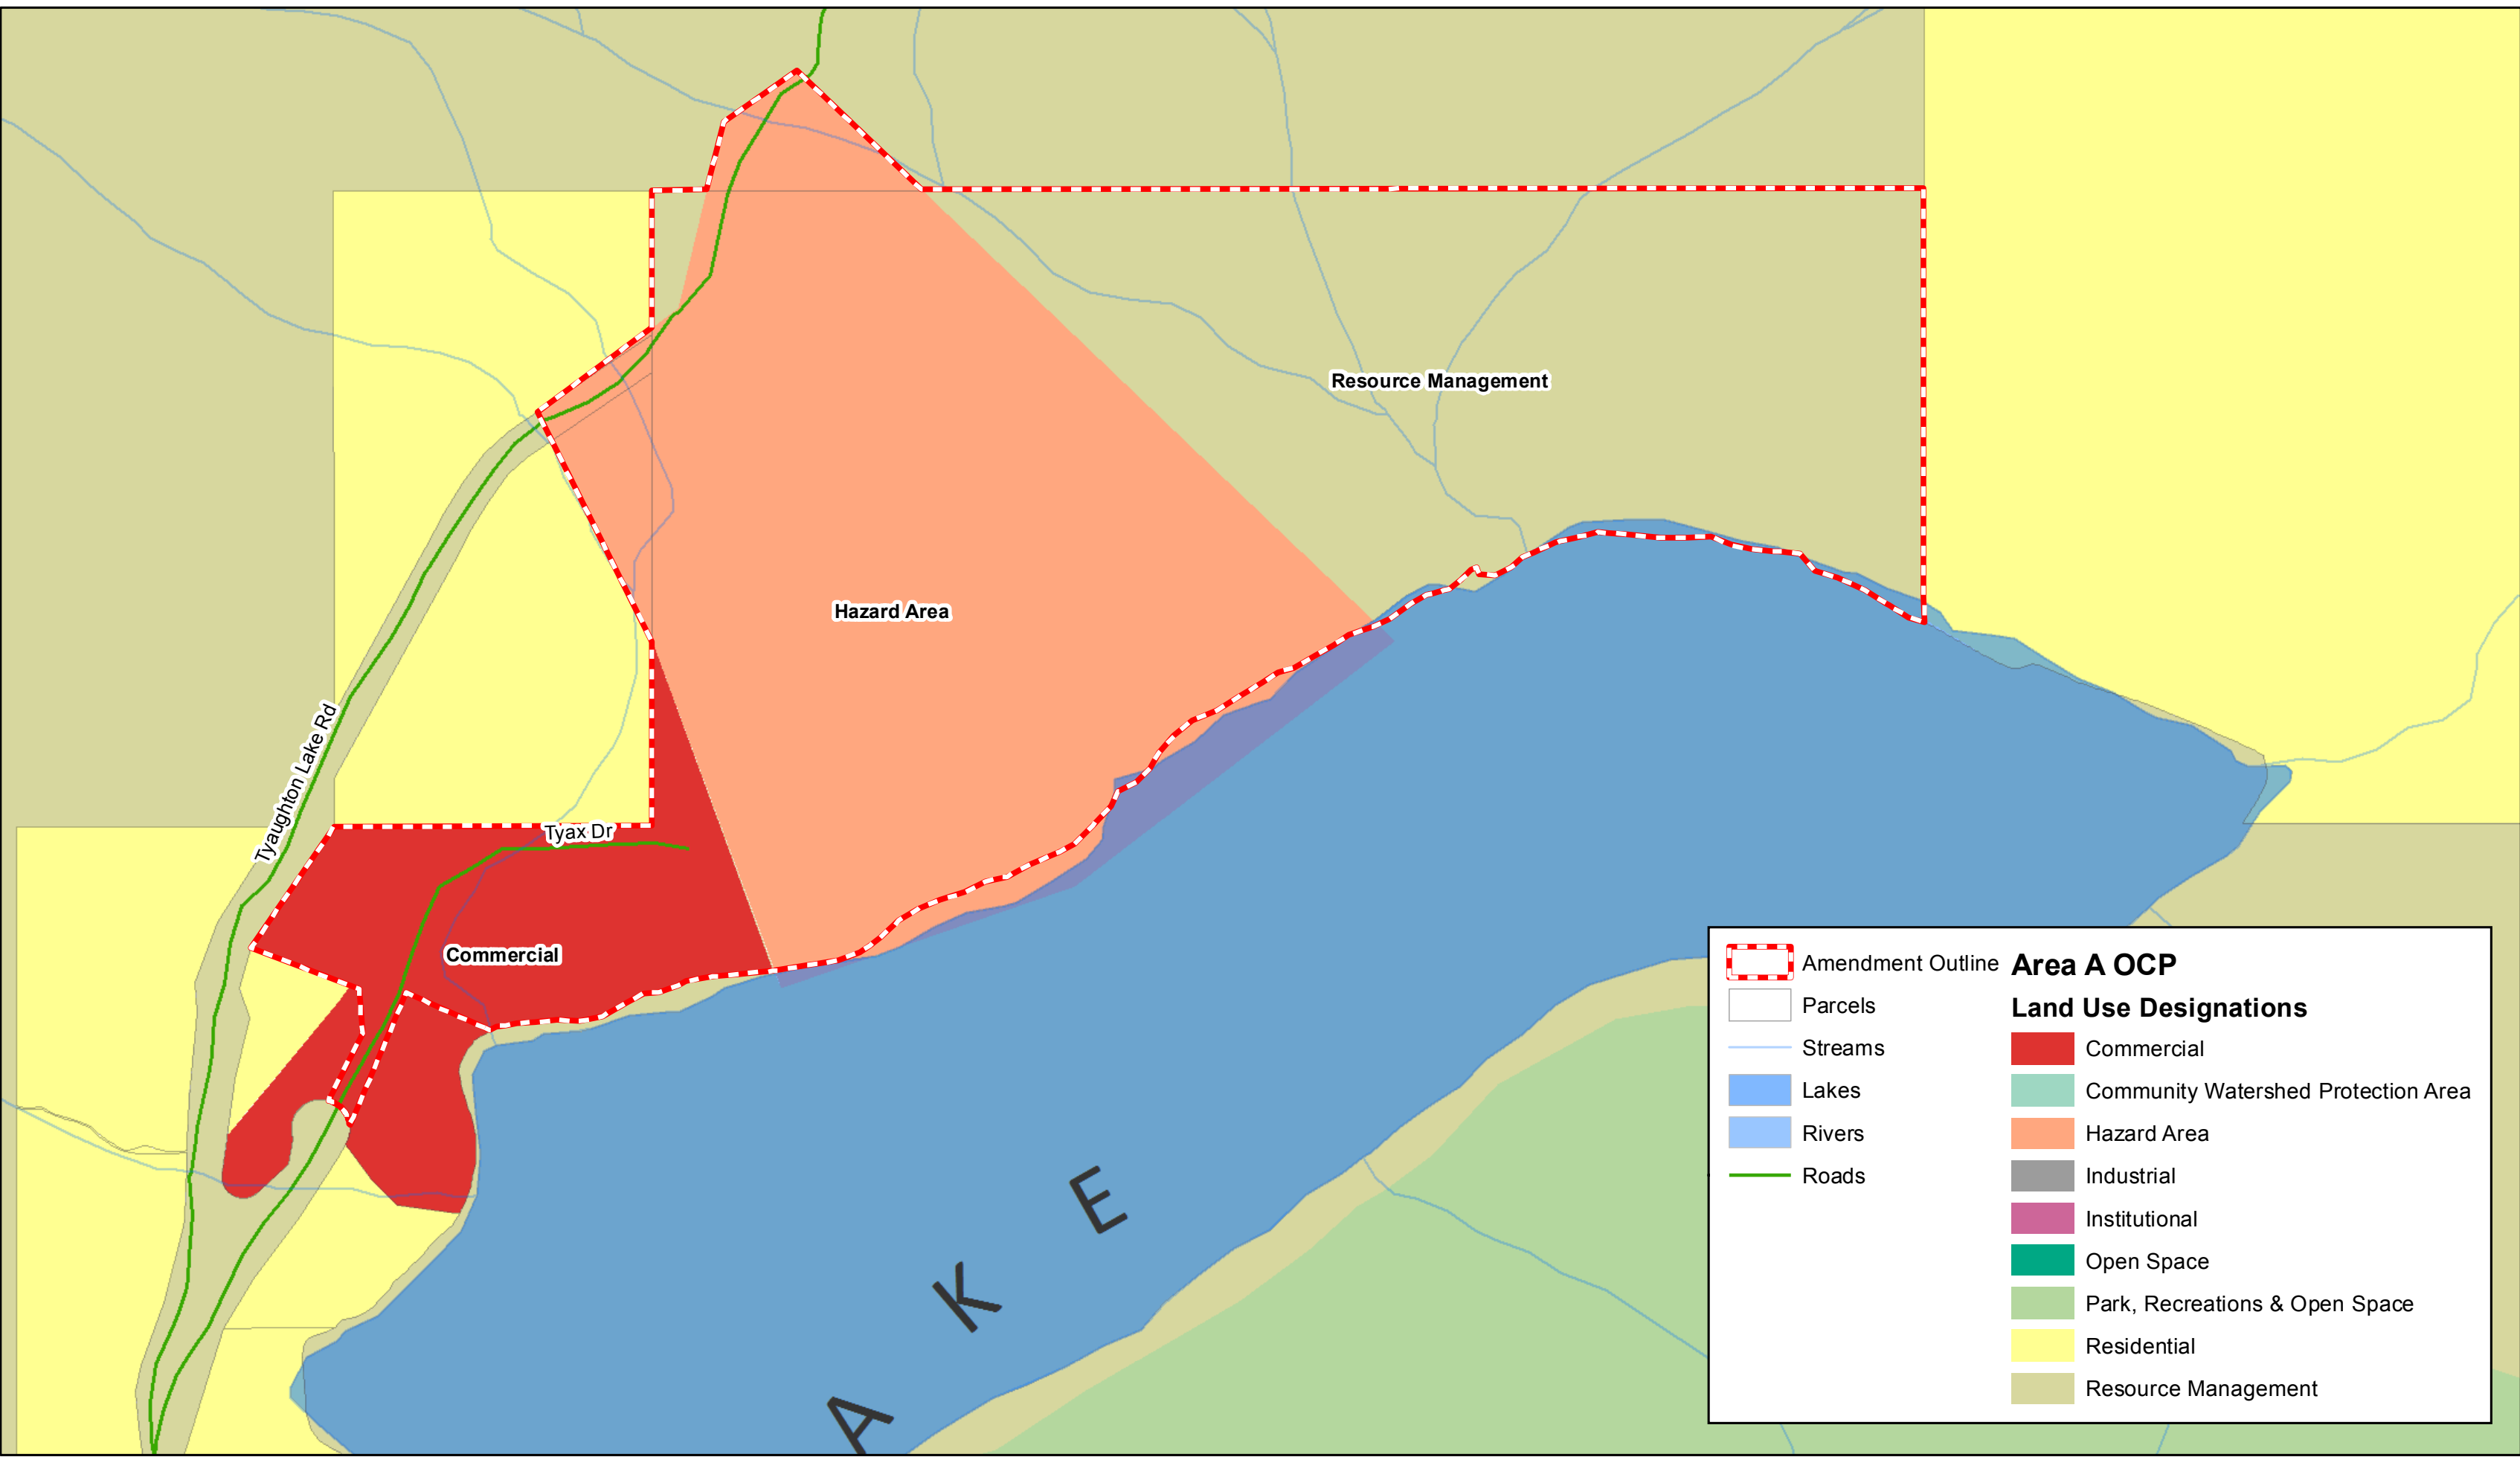 Resource Management
Hazard Area
Tyaughton Lake Rd
Tyax Dr
Commercial
E
K
A
Amendment Outline
Parcels
Streams
Lakes
Rivers
Roads
Area A OCP
Land Use Designations
Commercial
Community Watershed Protection Area
Hazard Area
Industrial
Institutional
Open Space
Park, Recreations & Open Space
Residential
Resource Management